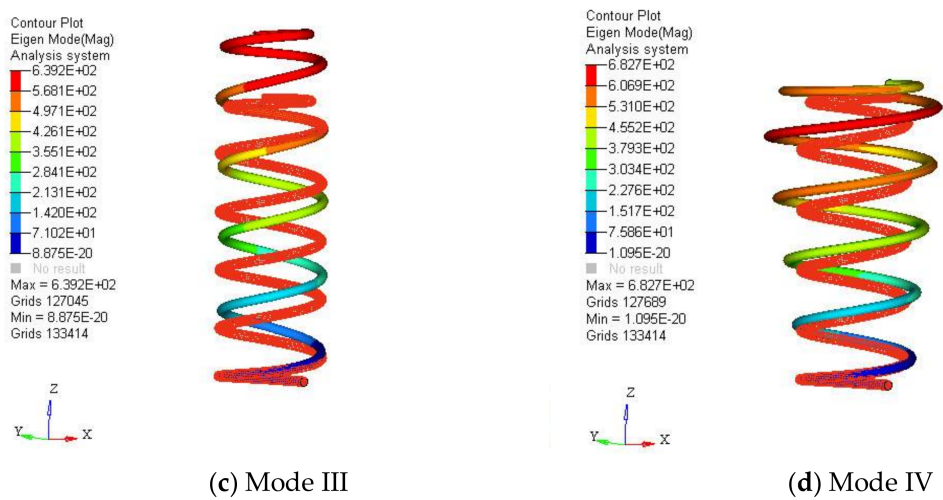 Contour Plot
Eigen Mode(Mag)
Analysis system
6.392E+02
5.681E+02
4.971E+02
4.261E+02
3.551E+02
2.841E+02
2.131E+02
1.420E+02
7.102E+01
8.875E-20
No result
Max = 6.392E+02
Grids 127045
Min = 8.875E-20
Grids 133414
Z
Y
X
(c) Mode III
Contour Plot
Eigen Mode(Mag)
Analysis system
6.827E+02
6.069E+02
5.310E+02
4.552E+02
3.793E+02
3.034E+02
2.276E+02
1.517E+02
7.586E+01
1.095E-20
No result
Max = 6.827E+02
Grids 127689
Min = 1.095E-20
Grids 133414
Z
Y
X
(d) Mode IV